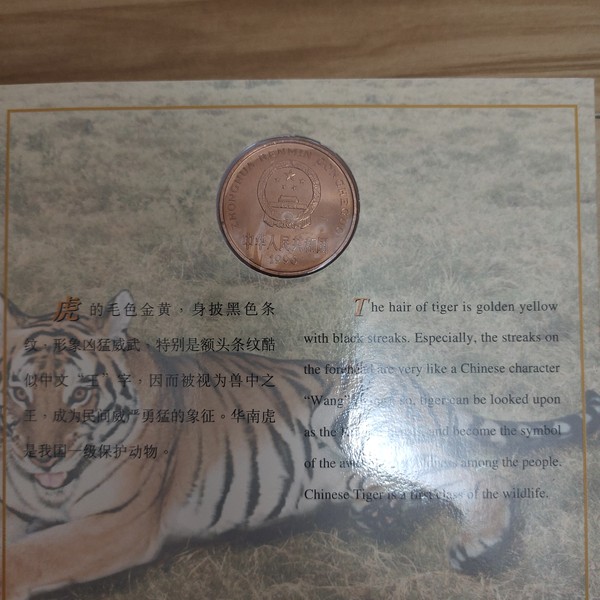 ZHONGHUA RENMIN GONGHEGUO
中华人民共和国
虎的毛色金黄，身披黑色条
纹，形象凶猛威武，特别是额头条纹酷
似中文“王”字，因而被视为兽中之
王，成为民间威严勇猛的象征。华南虎
是我国一级保护动物。
The hair of tiger is golden yellow
with black streaks. Especially, the streaks on
the forehead are very like a Chinese character
“Wang” tiger can be looked upon
as the and become the symbol
of the among the people.
Chinese Tiger is a first class of the wildlife.